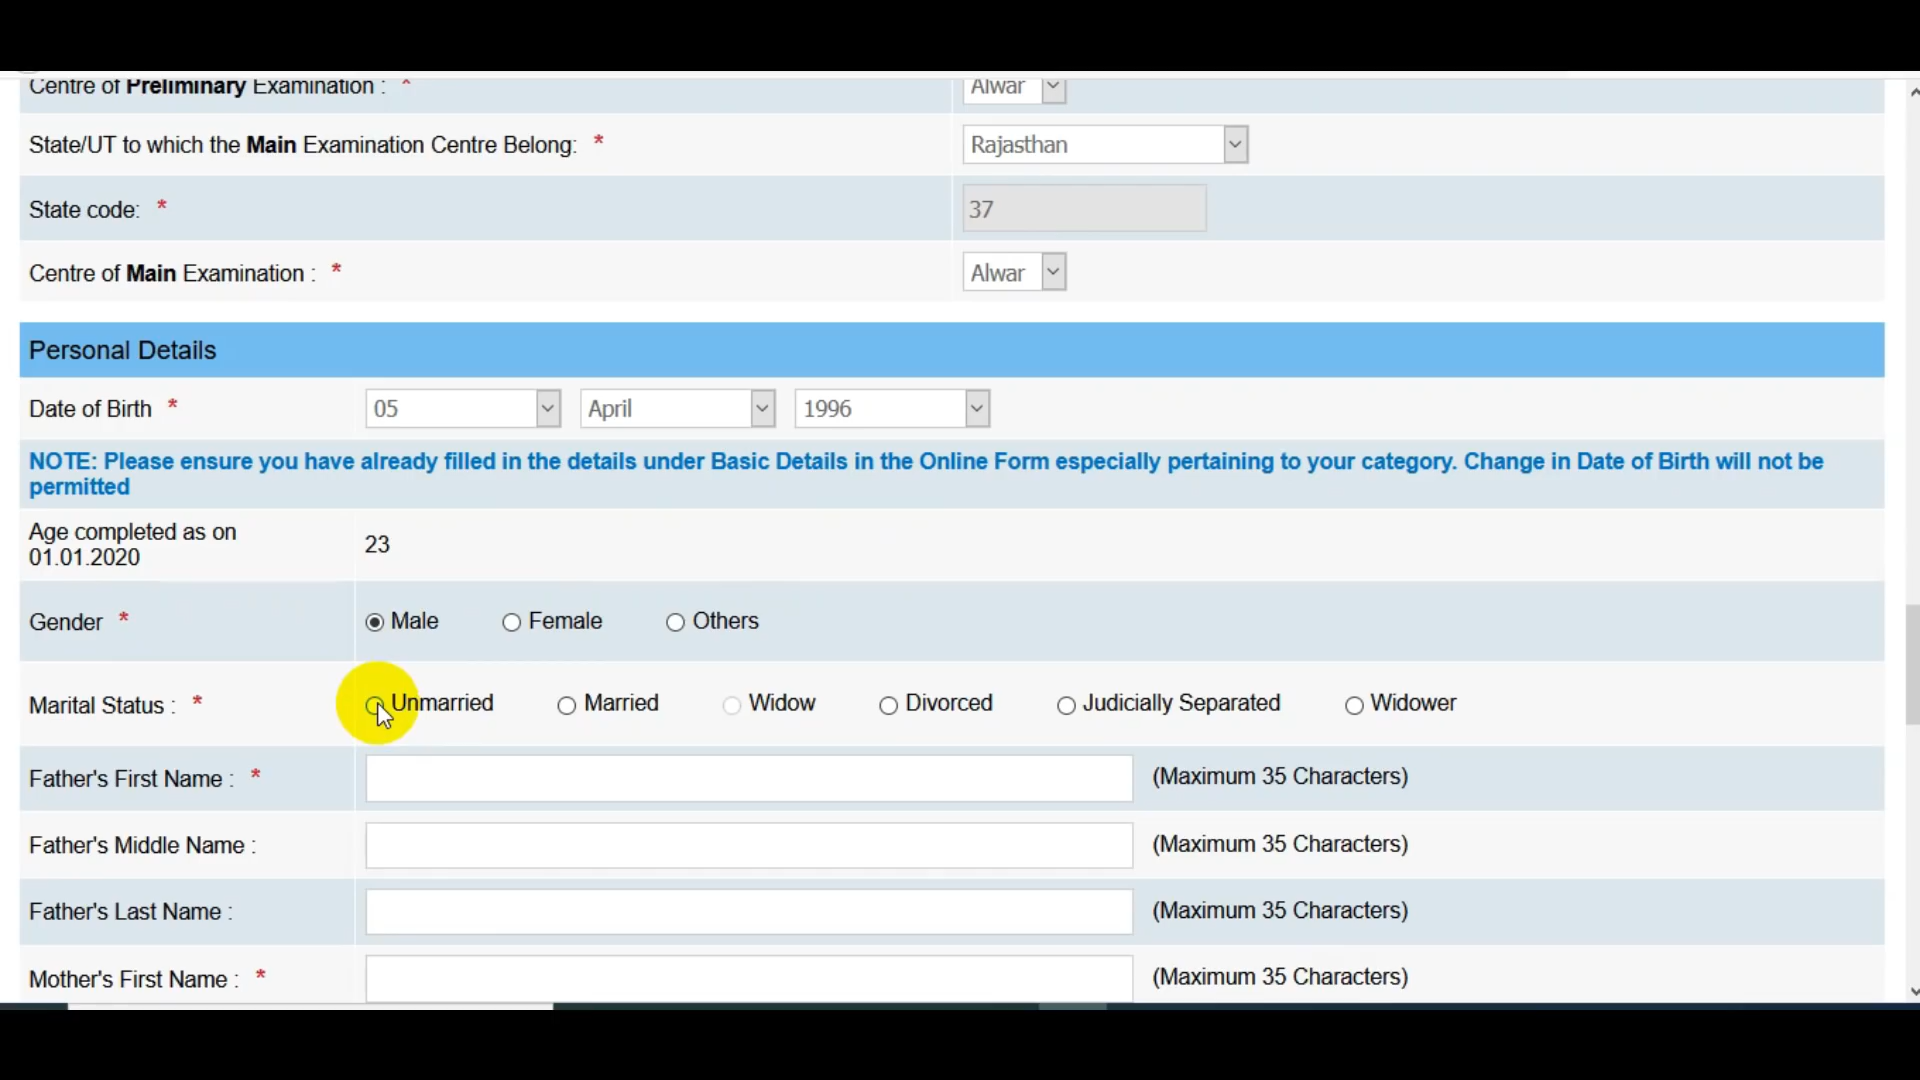 Centre of Preliminary Examination : * Alwar
State/UT to which the Main Examination Centre Belong: * Rajasthan
State code: * 37
Centre of Main Examination : * Alwar
Personal Details
Date of Birth * 05 April 1996
NOTE: Please ensure you have already filled in the details under Basic Details in the Online Form especially pertaining to your category. Change in Date of Birth will not be
permitted
Age completed as on
01.01.2020
23
Gender * Male Female Others
Marital Status : * Unmarried Married Widow Divorced Judicially Separated Widower
Father's First Name : * (Maximum 35 Characters)
Father's Middle Name : (Maximum 35 Characters)
Father's Last Name : (Maximum 35 Characters)
Mother's First Name : * (Maximum 35 Characters)